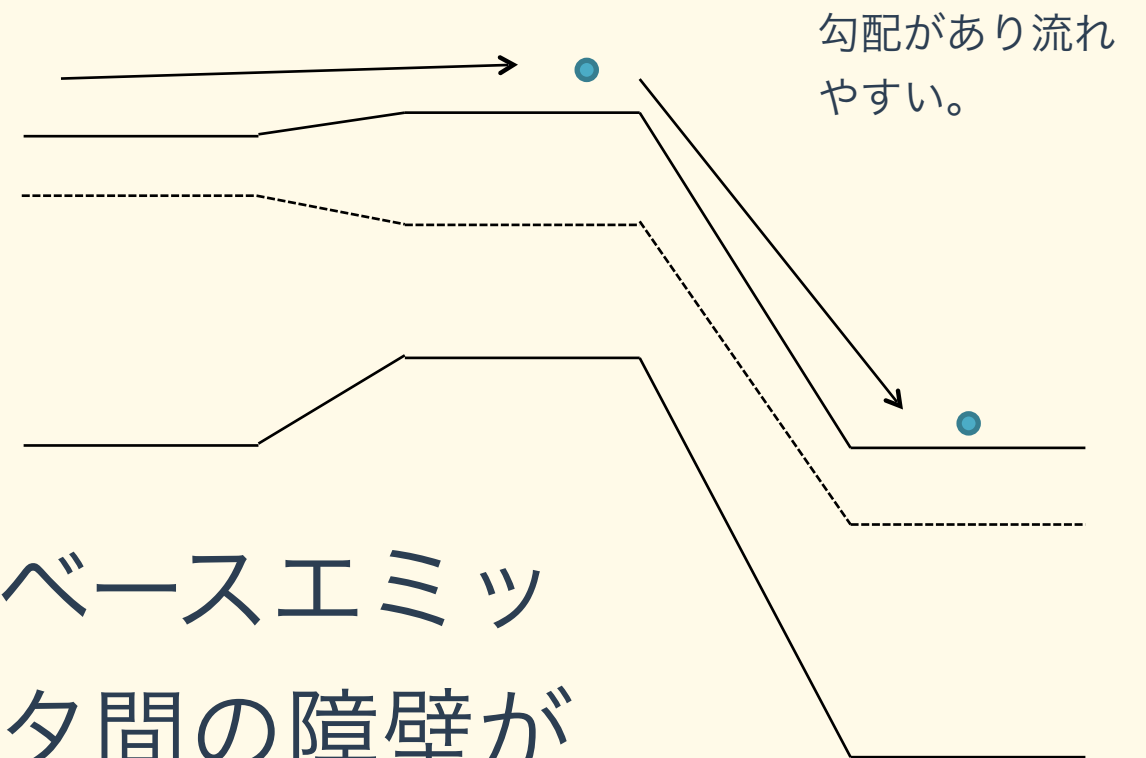 勾配があり流れ
やすい。
ベースエミッ
タ間の障壁が